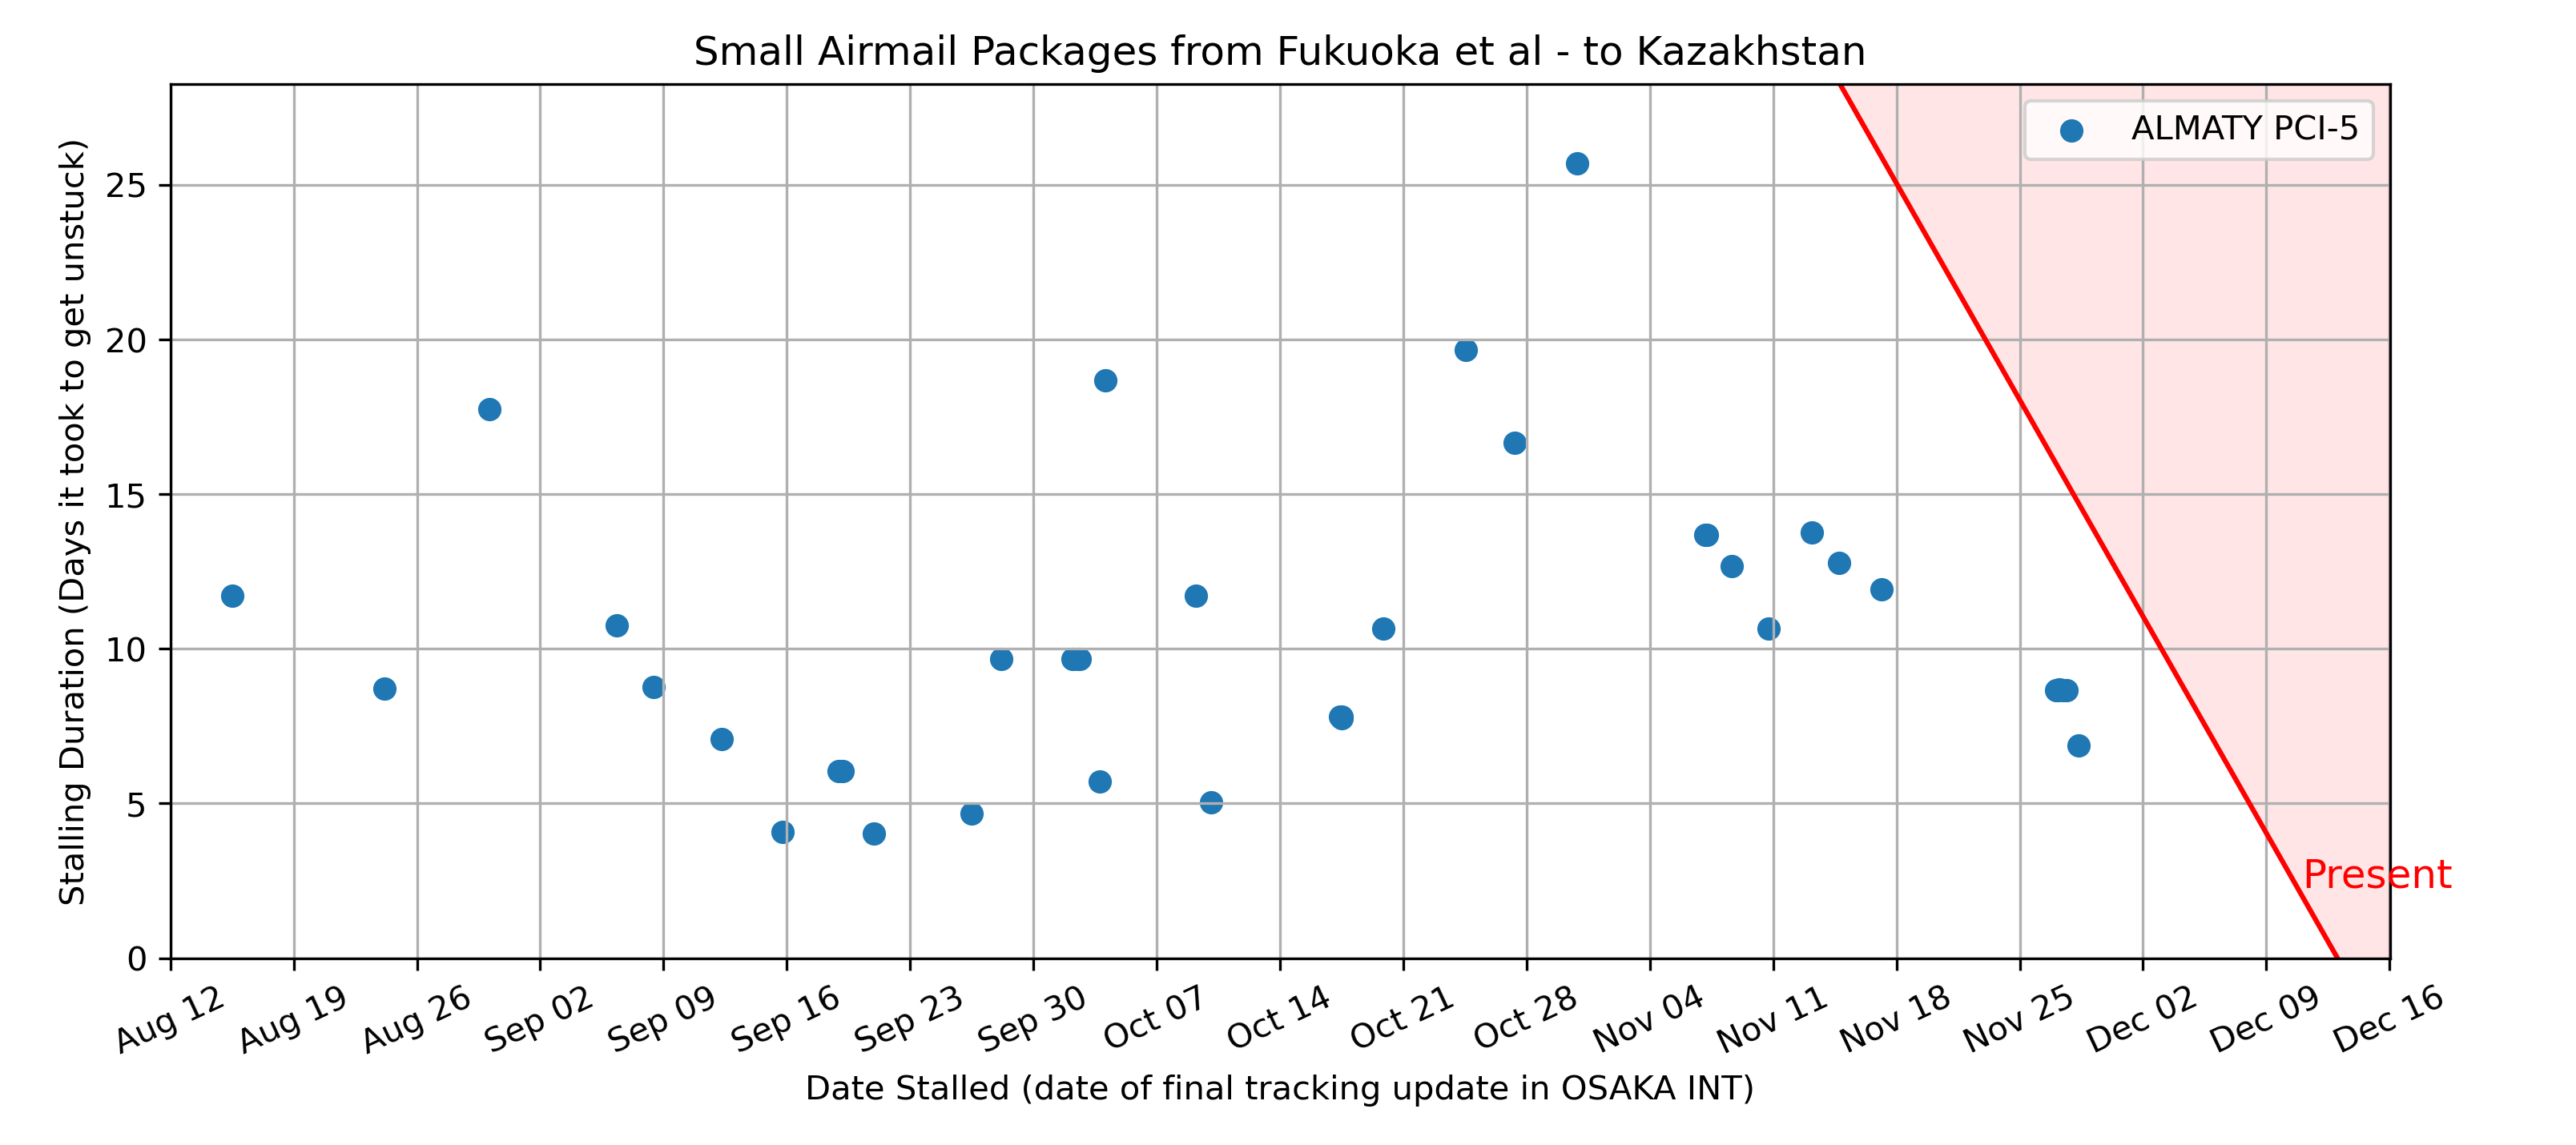 Small Airmail Packages from Fukuoka et al - to Kazakhstan
ALMATY PCI-5
Stalling Duration (Days it took to get unstuck)
25
20
15
10
5
0
Present
Aug 12
Aug 19
Aug 26
Sep 02
Sep 09
Sep 16
Sep 23
Sep 30
Oct 07
Oct 14
Oct 21
Oct 28
Nov 04
Nov 11
Nov 18
Nov 25
Dec 02
Dec 09
Dec 16
Date Stalled (date of final tracking update in OSAKA INT)